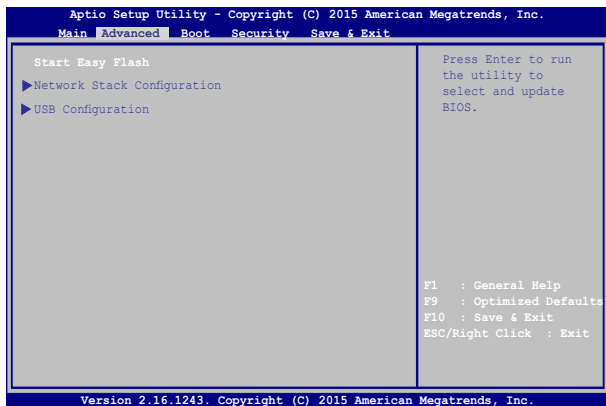 Aptio Setup Utility - Copyright (C) 2015 American Megatrends, Inc.
Main Advanced Boot Security Save & Exit
Start Easy Flash
Network Stack Configuration
USB Configuration
Press Enter to run
the utility to
select and update
BIOS.
F1 : General Help
F9 : Optimized Defaults
F10 : Save & Exit
ESC/Right Click : Exit
Version 2.16.1243. Copyright (C) 2015 American Megatrends, Inc.